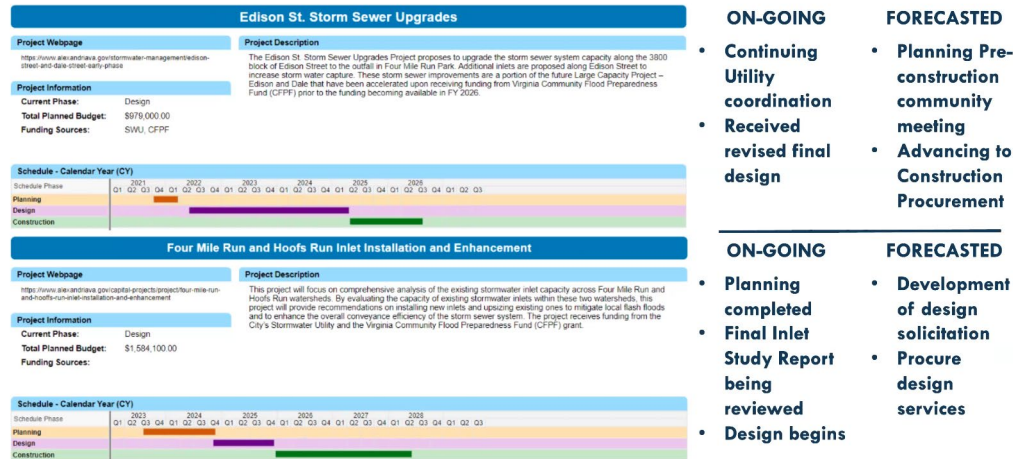 Edison St. Storm Sewer Upgrades
Project Webpage
https://www.alexandriava.gov/stormwater-management/edison-
street-and-dale-street-early-phase
Project Information
Current Phase: Design
Total Planned Budget: $979,000.00
Funding Sources: SWU, CFPF
Project Description
The Edison St. Storm Sewer Upgrades Project proposes to upgrade the storm sewer system capacity along the 3800
block of Edison Street to the outfall in Four Mile Run Park. Additional inlets are proposed along Edison Street to
increase storm water capture. These storm sewer improvements are a portion of the future Large Capacity Project –
Edison and Dale that have been accelerated upon receiving funding from Virginia Community Flood Preparedness
Fund (CFPF) prior to the funding becoming available in FY 2026.
Schedule - Calendar Year (CY)
Schedule Phase
2021 2022 2023 2024 2025 2026
Q1 Q2 Q3 Q4 Q1 Q2 Q3 Q4 Q1 Q2 Q3 Q4 Q1 Q2 Q3 Q4 Q1 Q2 Q3 Q4 Q1 Q2 Q3 Q4 Q1 Q2 Q3
Planning
Design
Construction
ON-GOING
• Continuing
Utility
coordination
• Received
revised final
design
FORECASTED
• Planning Pre-
construction
community
meeting
• Advancing to
Construction
Procurement
Four Mile Run and Hoofs Run Inlet Installation and Enhancement
Project Webpage
https://www.alexandriava.gov/capital-projects/project/four-mile-run-
and-hooffs-run-inlet-installation-and-enhancement
Project Information
Current Phase: Design
Total Planned Budget: $1,584,100.00
Funding Sources:
Project Description
This project will focus on comprehensive analysis of the existing stormwater inlet capacity across Four Mile Run and
Hoofs Run watersheds. By evaluating the capacity of existing stormwater inlets within these two watersheds, this
project will provide recommendations on installing new inlets and upsizing existing ones to mitigate local flash floods
and to enhance the overall conveyance efficiency of the storm sewer system. The project receives funding from the
City's Stormwater Utility and the Virginia Community Flood Preparedness Fund (CFPF) grant.
Schedule - Calendar Year (CY)
Schedule Phase
2023 2024 2025 2026 2027 2028
Q1 Q2 Q3 Q4 Q1 Q2 Q3 Q4 Q1 Q2 Q3 Q4 Q1 Q2 Q3 Q4 Q1 Q2 Q3 Q4 Q1 Q2 Q3 Q4 Q1 Q2 Q3
Planning
Design
Construction
ON-GOING
• Planning
completed
• Final Inlet
Study Report
being
reviewed
• Design begins
FORECASTED
• Development
of design
solicitation
• Procure
design
services